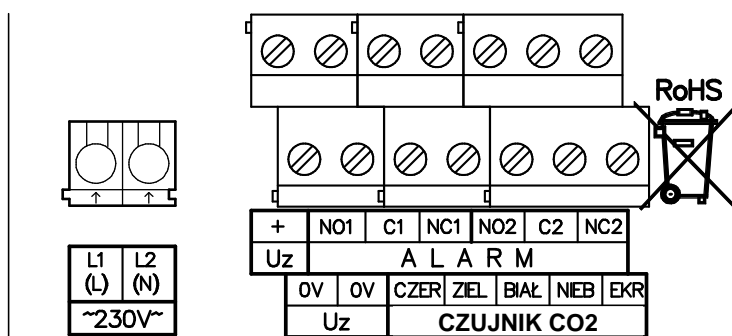 RoHS
+ NO1 C1 NC1 NO2 C2 NC2
Uz A L A R M
L1 L2
(L) (N)
~230V~
0V 0V CZER ZIEL BIAŁ NIEB EKR
Uz CZUJNIK CO2